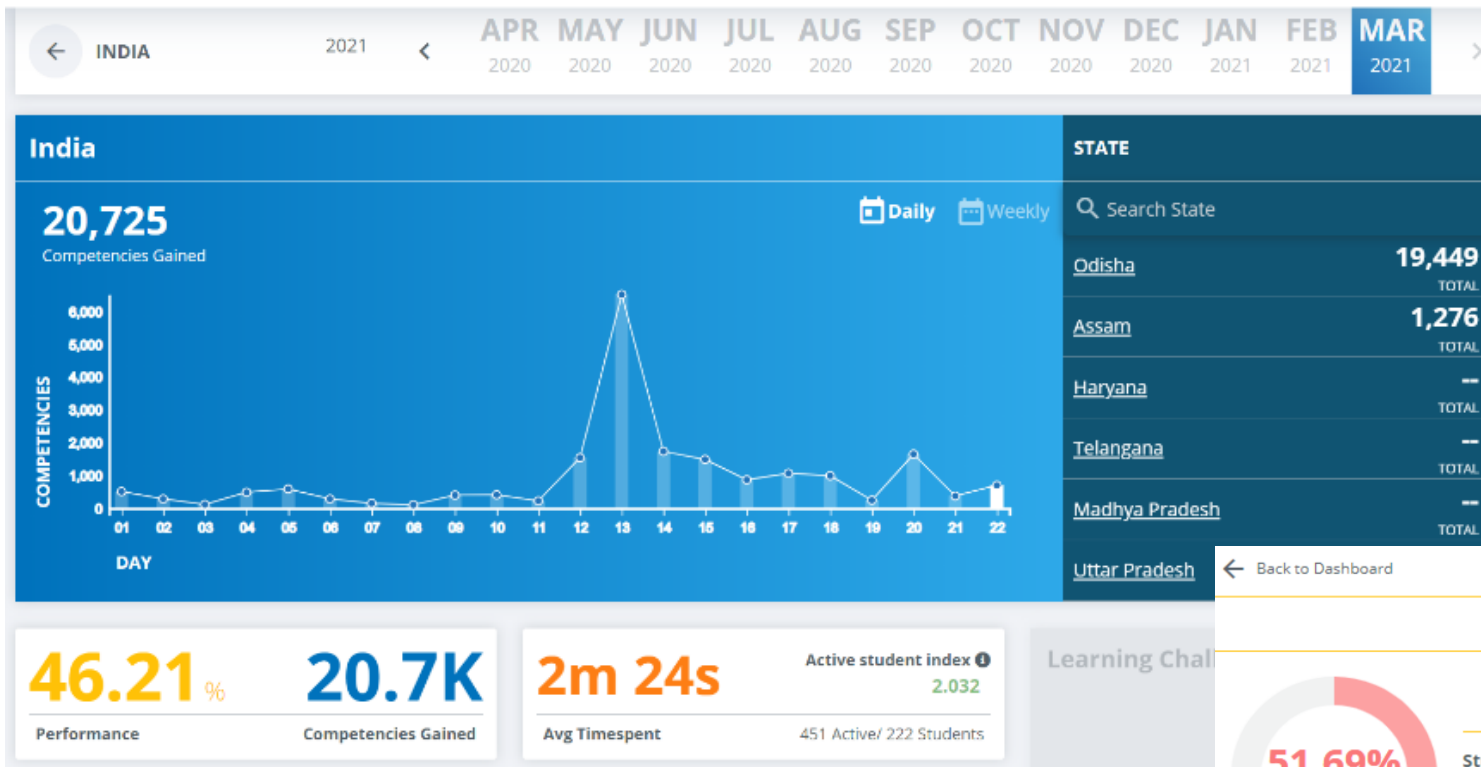 INDIA
2021
APR MAY JUN JUL AUG SEP OCT NOV DEC JAN FEB MAR
2020 2020 2020 2020 2020 2020 2020 2020 2020 2021 2021 2021
India
20,725
Competencies Gained
Daily
Weekly
6,000
5,000
4,000
3,000
2,000
1,000
0
COMPETENCIES
01 02 03 04 05 06 07 08 09 10 11 12 13 14 15 16 17 18 19 20 21 22
DAY
STATE
Search State
Odisha 19,449
TOTAL
Assam 1,276
TOTAL
Haryana --
TOTAL
Telangana --
TOTAL
Madhya Pradesh --
TOTAL
Uttar Pradesh
Back to Dashboard
46.21 %
Performance
20.7K
Competencies Gained
2m 24s
Avg Timespent
Active student index
2.032
451 Active/ 222 Students
Learning Chal
51.69%
St